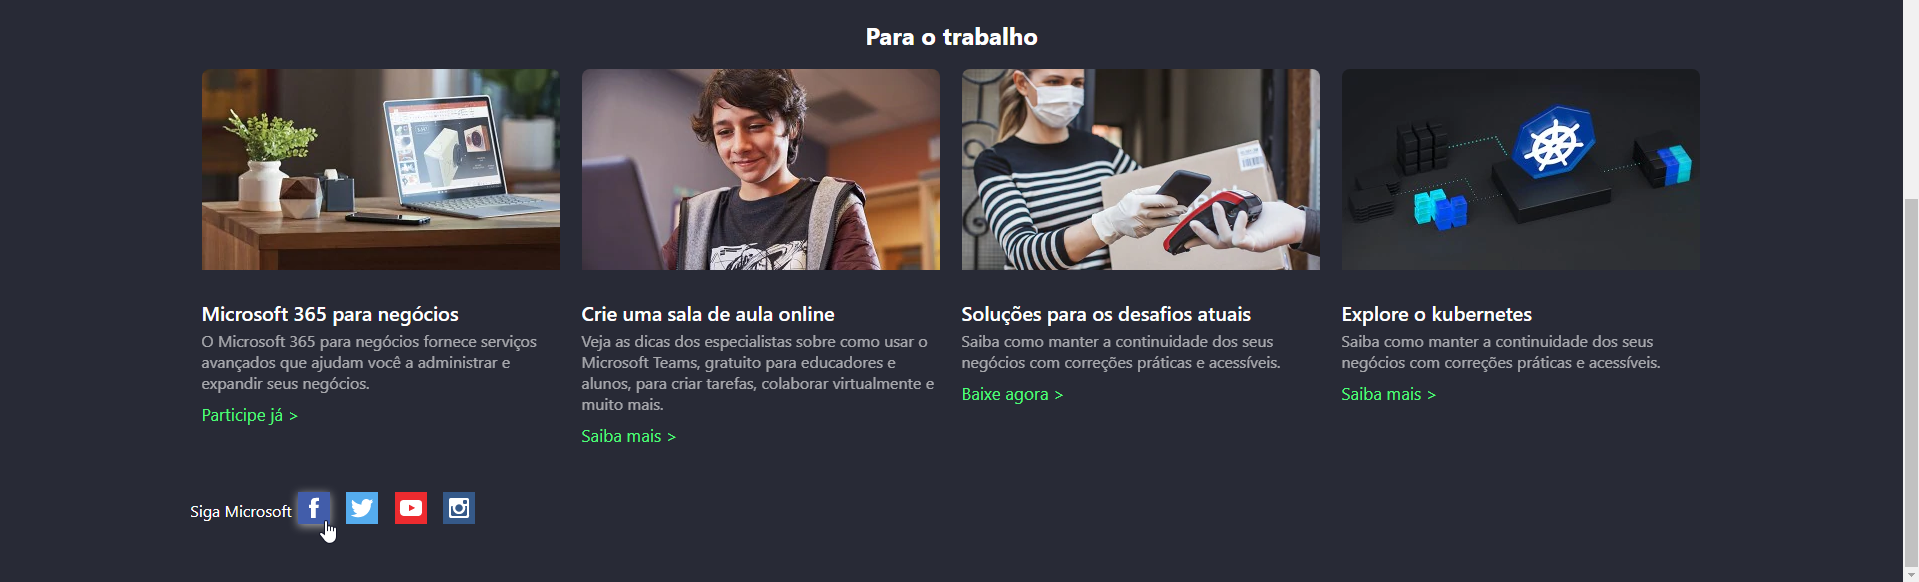 Para o trabalho
Microsoft 365 para negócios
O Microsoft 365 para negócios fornece serviços
avançados que ajudam você a administrar e
expandir seus negócios.
Participe já >
Crie uma sala de aula online
Veja as dicas dos especialistas sobre como usar o
Microsoft Teams, gratuito para educadores e
alunos, para criar tarefas, colaborar virtualmente e
muito mais.
Saiba mais >
Soluções para os desafios atuais
Saiba como manter a continuidade dos seus
negócios com correções práticas e acessíveis.
Baixe agora >
Explore o kubernetes
Saiba como manter a continuidade dos seus
negócios com correções práticas e acessíveis.
Saiba mais >
Siga Microsoft